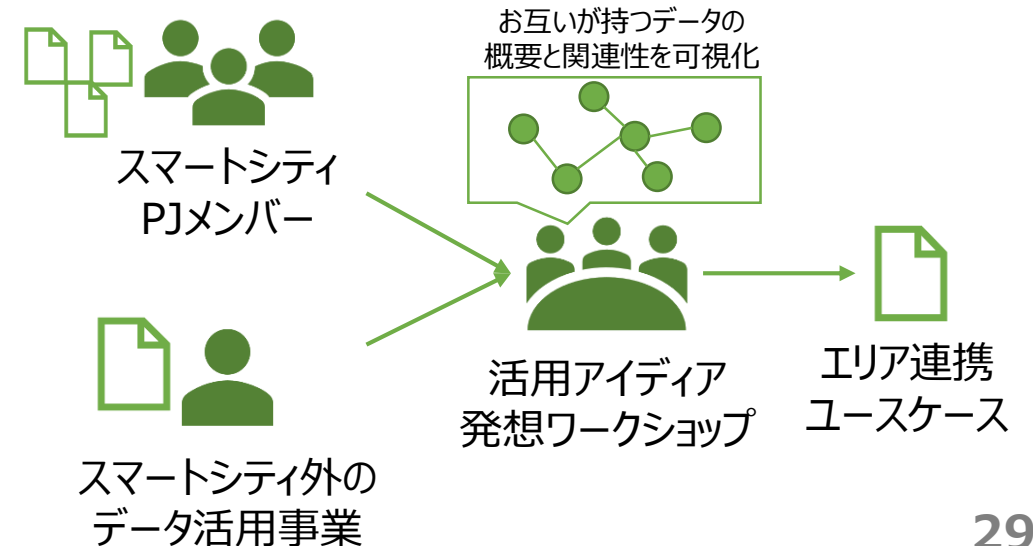 お互いが持つデータの
概要と関連性を可視化
スマートシティ
PJメンバー
活用アイディア
発想ワークショップ
エリア連携
ユースケース
スマートシティ外の
データ活用事業
29